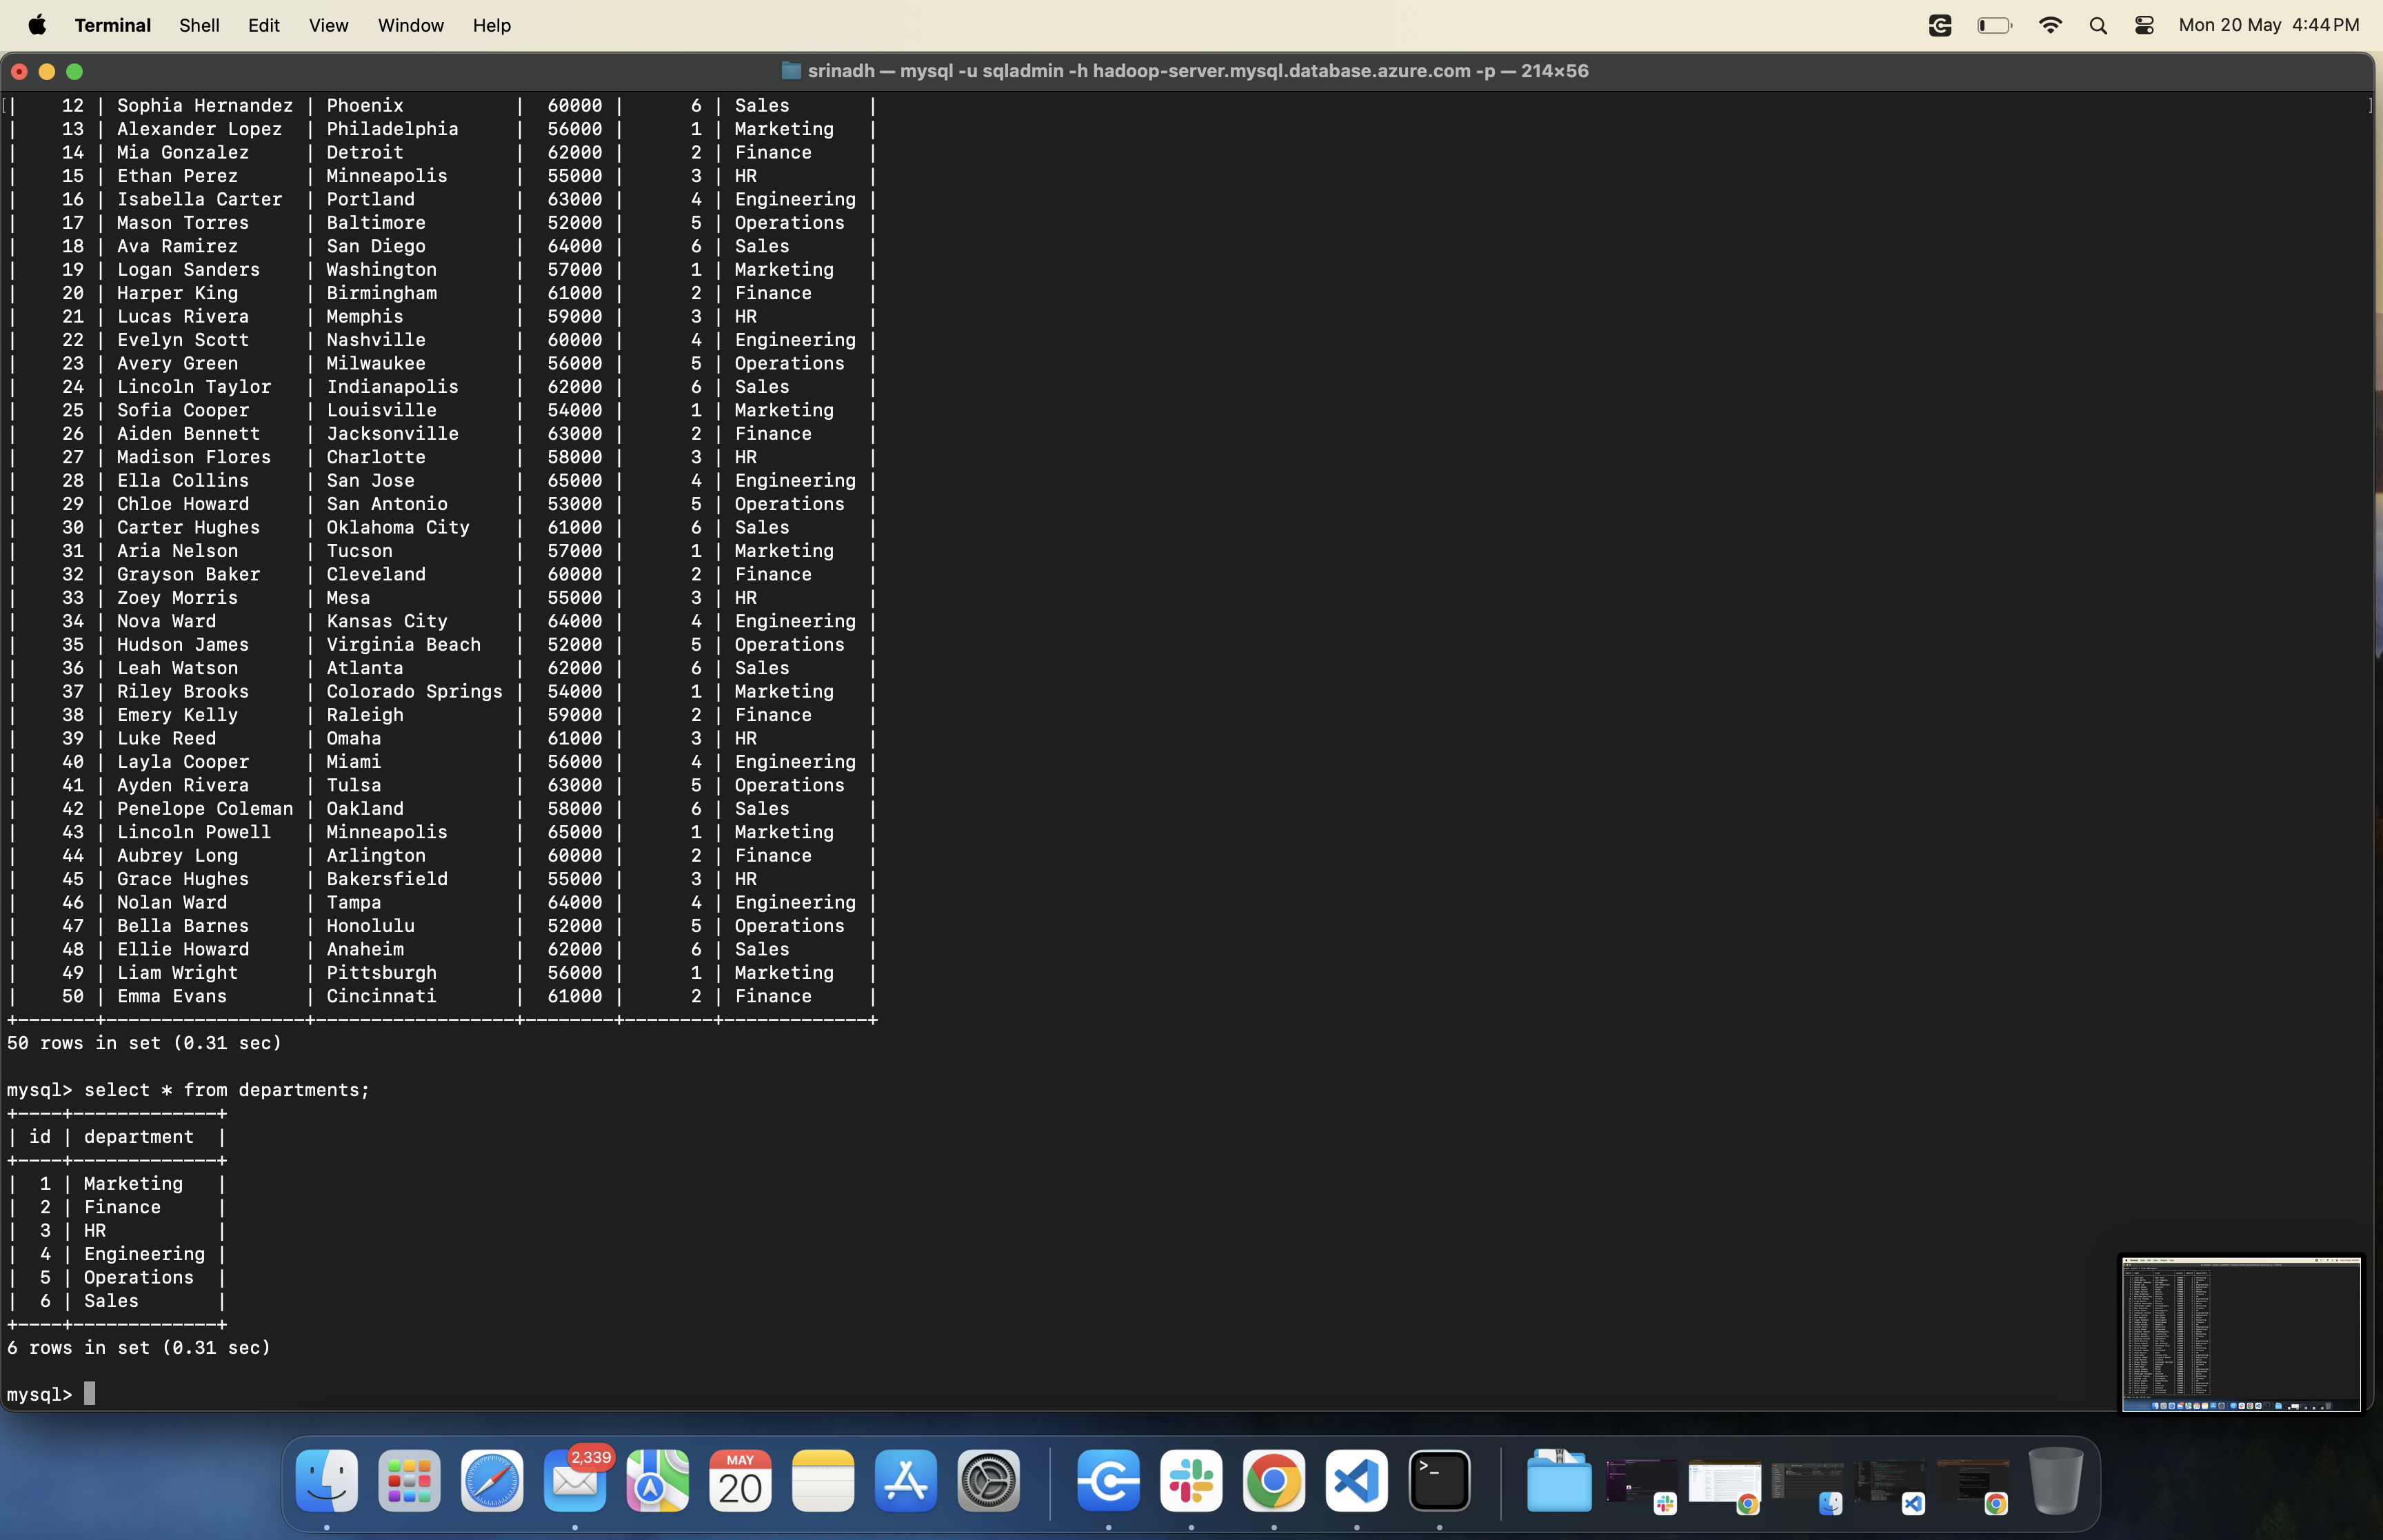 Terminal Shell Edit View Window Help Mon 20 May 4:44 PM
srinadh — mysql -u sqladmin -h hadoop-server.mysql.database.azure.com -p — 214×56
[| 12 | Sophia Hernandez | Phoenix | 60000 | 6 | Sales | ]
| 13 | Alexander Lopez | Philadelphia | 56000 | 1 | Marketing |
| 14 | Mia Gonzalez | Detroit | 62000 | 2 | Finance |
| 15 | Ethan Perez | Minneapolis | 55000 | 3 | HR |
| 16 | Isabella Carter | Portland | 63000 | 4 | Engineering |
| 17 | Mason Torres | Baltimore | 52000 | 5 | Operations |
| 18 | Ava Ramirez | San Diego | 64000 | 6 | Sales |
| 19 | Logan Sanders | Washington | 57000 | 1 | Marketing |
| 20 | Harper King | Birmingham | 61000 | 2 | Finance |
| 21 | Lucas Rivera | Memphis | 59000 | 3 | HR |
| 22 | Evelyn Scott | Nashville | 60000 | 4 | Engineering |
| 23 | Avery Green | Milwaukee | 56000 | 5 | Operations |
| 24 | Lincoln Taylor | Indianapolis | 62000 | 6 | Sales |
| 25 | Sofia Cooper | Louisville | 54000 | 1 | Marketing |
| 26 | Aiden Bennett | Jacksonville | 63000 | 2 | Finance |
| 27 | Madison Flores | Charlotte | 58000 | 3 | HR |
| 28 | Ella Collins | San Jose | 65000 | 4 | Engineering |
| 29 | Chloe Howard | San Antonio | 53000 | 5 | Operations |
| 30 | Carter Hughes | Oklahoma City | 61000 | 6 | Sales |
| 31 | Aria Nelson | Tucson | 57000 | 1 | Marketing |
| 32 | Grayson Baker | Cleveland | 60000 | 2 | Finance |
| 33 | Zoey Morris | Mesa | 55000 | 3 | HR |
| 34 | Nova Ward | Kansas City | 64000 | 4 | Engineering |
| 35 | Hudson James | Virginia Beach | 52000 | 5 | Operations |
| 36 | Leah Watson | Atlanta | 62000 | 6 | Sales |
| 37 | Riley Brooks | Colorado Springs | 54000 | 1 | Marketing |
| 38 | Emery Kelly | Raleigh | 59000 | 2 | Finance |
| 39 | Luke Reed | Omaha | 61000 | 3 | HR |
| 40 | Layla Cooper | Miami | 56000 | 4 | Engineering |
| 41 | Ayden Rivera | Tulsa | 63000 | 5 | Operations |
| 42 | Penelope Coleman | Oakland | 58000 | 6 | Sales |
| 43 | Lincoln Powell | Minneapolis | 65000 | 1 | Marketing |
| 44 | Aubrey Long | Arlington | 60000 | 2 | Finance |
| 45 | Grace Hughes | Bakersfield | 55000 | 3 | HR |
| 46 | Nolan Ward | Tampa | 64000 | 4 | Engineering |
| 47 | Bella Barnes | Honolulu | 52000 | 5 | Operations |
| 48 | Ellie Howard | Anaheim | 62000 | 6 | Sales |
| 49 | Liam Wright | Pittsburgh | 56000 | 1 | Marketing |
| 50 | Emma Evans | Cincinnati | 61000 | 2 | Finance |
+-------+------------------+------------------+--------+--------+-------------+
50 rows in set (0.31 sec)
mysql> select * from departments;
+----+-------------+
| id | department |
+----+-------------+
| 1 | Marketing |
| 2 | Finance |
| 3 | HR |
| 4 | Engineering |
| 5 | Operations |
| 6 | Sales |
+----+-------------+
6 rows in set (0.31 sec)
mysql>
2,339
MAY
20